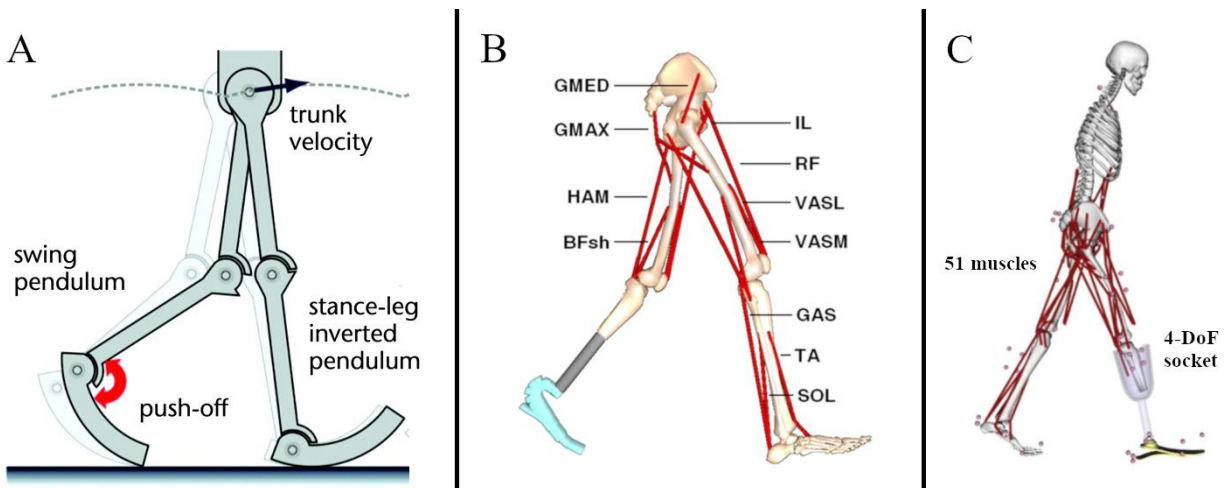 A
trunk
velocity
swing
pendulum
stance-leg
inverted
pendulum
push-off
B
GMED
GMAX
HAM
BFsh
IL
RF
VASL
VASM
GAS
TA
SOL
C
51 muscles
4-DoF
socket